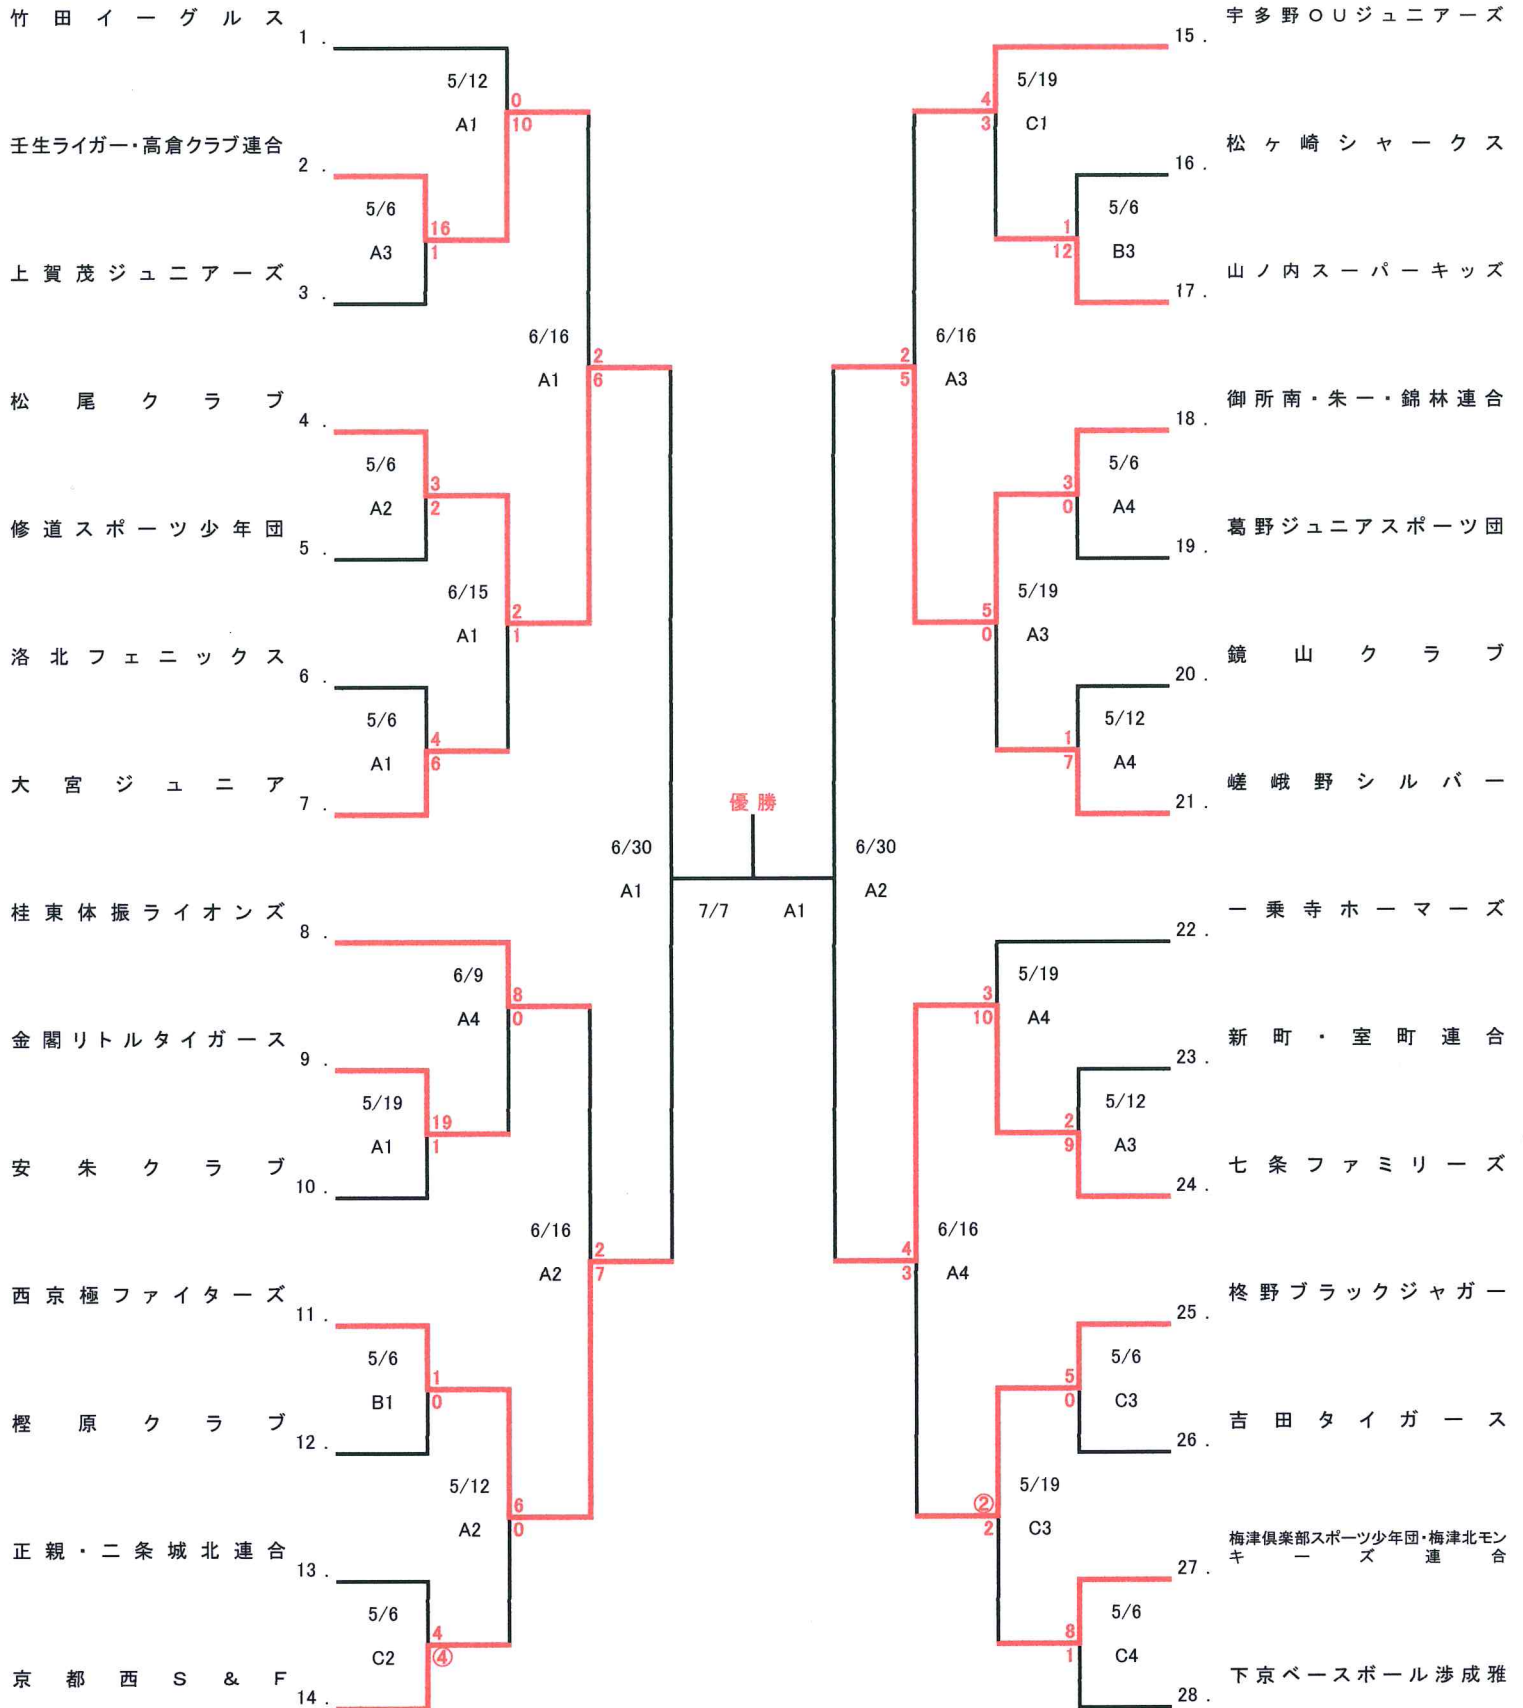 竹田イーグルス
1 .
5/12
A1
0
10
壬生ライガー・高倉クラブ連合
2 .
5/6
A3
16
1
上賀茂ジュニアーズ
3 .
6/16
A1
2
6
松尾クラブ
4 .
5/6
A2
3
2
修道スポーツ少年団
5 .
6/15
A1
2
1
洛北フェニックス
6 .
5/6
A1
4
6
大宮ジュニア
7 .
6/30
A1
桂東体振ライオンズ
8 .
6/9
A4
8
0
金閣リトルタイガース
9 .
5/19
A1
19
1
安朱クラブ
10 .
6/16
A2
2
7
西京極ファイターズ
11 .
5/6
B1
1
0
樫原クラブ
12 .
5/12
A2
6
0
正親・二条城北連合
13 .
5/6
C2
4
④
京都西S&F
14 .
優勝
7/7 A1
宇多野OUジュニアーズ
15 .
5/19
C1
4
3
松ヶ崎シャークス
16 .
5/6
B3
1
12
山ノ内スーパーキッズ
17 .
6/16
A3
2
5
御所南・朱一・錦林連合
18 .
5/6
A4
3
0
葛野ジュニアスポーツ団
19 .
5/19
A3
5
0
鏡山クラブ
20 .
5/12
A4
1
7
嵯峨野シルバー
21 .
6/30
A2
一乗寺ホーマーズ
22 .
5/19
A4
3
10
新町・室町連合
23 .
5/12
A3
2
9
七条ファミリーズ
24 .
6/16
A4
4
3
柊野ブラックジャガー
25 .
5/6
C3
5
0
吉田タイガース
26 .
5/19
C3
②
2
梅津倶楽部スポーツ少年団・梅津北モン
キーズ連合
27 .
5/6
C4
8
1
下京ベースボール渉成雅
28 .